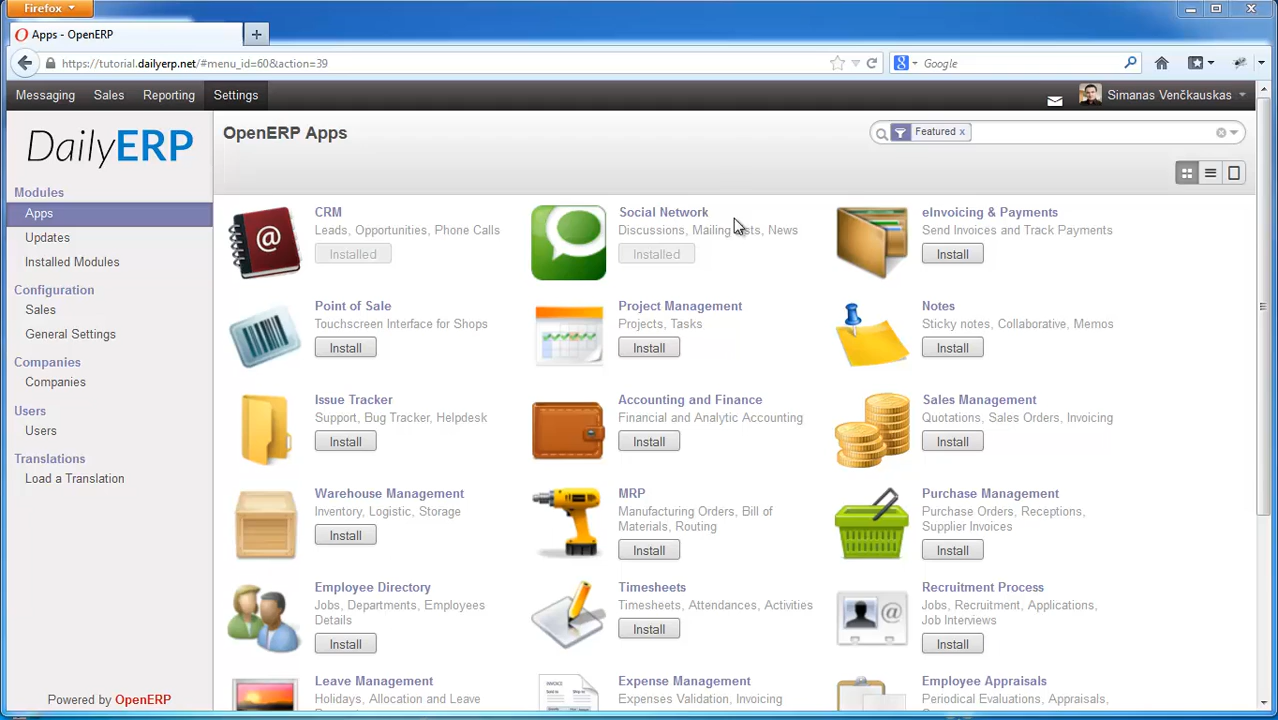 Firefox
Apps - OpenERP
https://tutorial.dailyerp.net/#menu_id=60&action=39
Google
Messaging Sales Reporting Settings
Simanas Venčkauskas
DailyERP
OpenERP Apps
Featured x
Modules
Apps
Updates
Installed Modules
Configuration
Sales
General Settings
Companies
Companies
Users
Users
Translations
Load a Translation
Powered by OpenERP
CRM
Leads, Opportunities, Phone Calls
Installed
Social Network
Discussions, Mailing Lists, News
Installed
eInvoicing & Payments
Send Invoices and Track Payments
Install
Point of Sale
Touchscreen Interface for Shops
Install
Project Management
Projects, Tasks
Install
Notes
Sticky notes, Collaborative, Memos
Install
Issue Tracker
Support, Bug Tracker, Helpdesk
Install
Accounting and Finance
Financial and Analytic Accounting
Install
Sales Management
Quotations, Sales Orders, Invoicing
Install
Warehouse Management
Inventory, Logistic, Storage
Install
MRP
Manufacturing Orders, Bill of
Materials, Routing
Install
Purchase Management
Purchase Orders, Receptions,
Supplier Invoices
Install
Employee Directory
Jobs, Departments, Employees
Details
Install
Timesheets
Timesheets, Attendances, Activities
Install
Recruitment Process
Jobs, Recruitment, Applications,
Job Interviews
Install
Leave Management
Holidays, Allocation and Leave
Expense Management
Expenses Validation, Invoicing
Employee Appraisals
Periodical Evaluations, Appraisals,